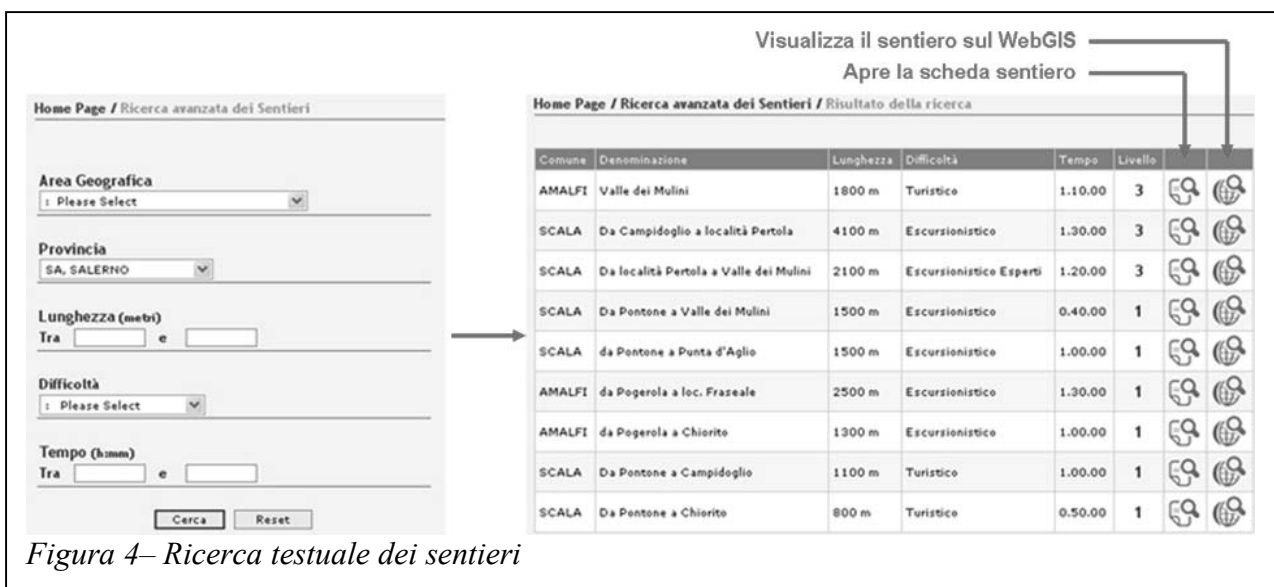 Visualizza il sentiero sul WebGIS
Apre la scheda sentiero
Home Page / Ricerca avanzata dei Sentieri
Area Geografica
: Please Select
Provincia
SA, SALERNO
Lunghezza (metri)
Tra e
Difficoltà
: Please Select
Tempo (h:mm)
Tra e
Cerca Reset
Home Page / Ricerca avanzata dei Sentieri / Risultato della ricerca
Comune Denominazione Lunghezza Difficoltà Tempo Livello
AMALFI Valle dei Mulini 1800 m Turistico 1.10.00 3
SCALA Da Campidoglio a località Pertola 4100 m Escursionistico 1.30.00 3
SCALA Da località Pertola a Valle dei Mulini 2100 m Escursionistico Esperti 1.20.00 3
SCALA Da Pontone a Valle dei Mulini 1500 m Escursionistico 0.40.00 1
SCALA da Pontone a Punta d'Aglio 1500 m Escursionistico 1.00.00 1
AMALFI da Pogerola a loc. Fraseale 2500 m Escursionistico 1.30.00 1
AMALFI da Pogerola a Chiorito 1300 m Escursionistico 1.00.00 1
SCALA Da Pontone a Campidoglio 1100 m Turistico 1.00.00 1
SCALA Da Pontone a Chiorito 800 m Turistico 0.50.00 1
Figura 4– Ricerca testuale dei sentieri